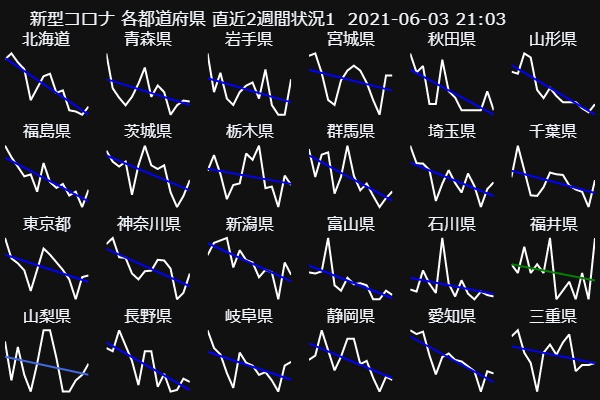 新型コロナ 各都道府県 直近2週間状況1 2021-06-03 21:03
北海道 青森県 岩手県 宮城県 秋田県 山形県
福島県 茨城県 栃木県 群馬県 埼玉県 千葉県
東京都 神奈川県 新潟県 富山県 石川県 福井県
山梨県 長野県 岐阜県 静岡県 愛知県 三重県